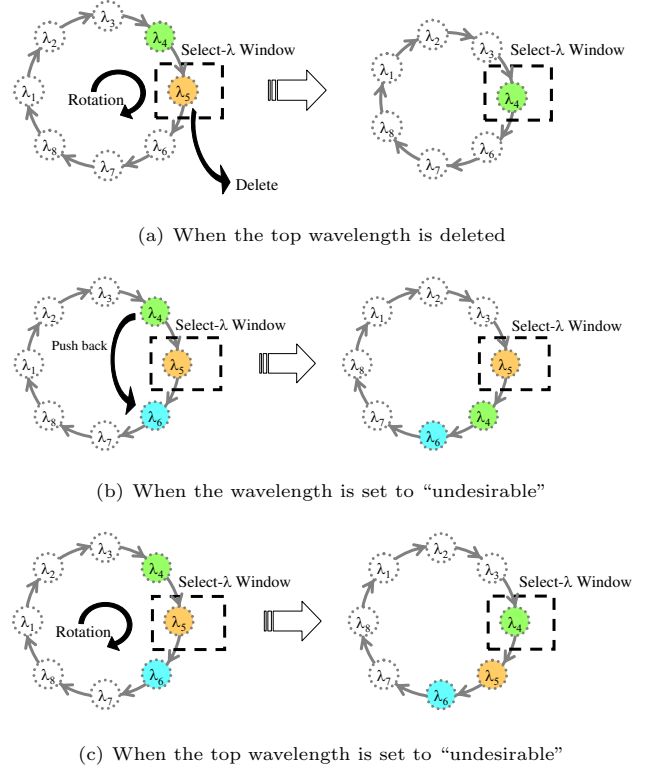 λ3
λ2
λ4
Select-λ Window
Select-λ Window
λ1
Rotation
λ5
λ8
λ6
λ7
Delete
λ2
λ3
λ1
λ4
λ8
λ6
λ7
(a) When the top wavelength is deleted
λ3
λ2
λ4
Select-λ Window
Push back
λ1
λ5
λ8
λ6
λ7
λ2
λ1
λ3
Select-λ Window
λ8
λ5
λ7
λ4
λ6
(b) When the wavelength is set to “undesirable”
λ3
λ2
λ4
Select-λ Window
λ1
Rotation
λ5
λ8
λ6
λ7
λ2
λ1
λ3
Select-λ Window
λ8
λ4
λ7
λ5
λ6
(c) When the top wavelength is set to “undesirable”